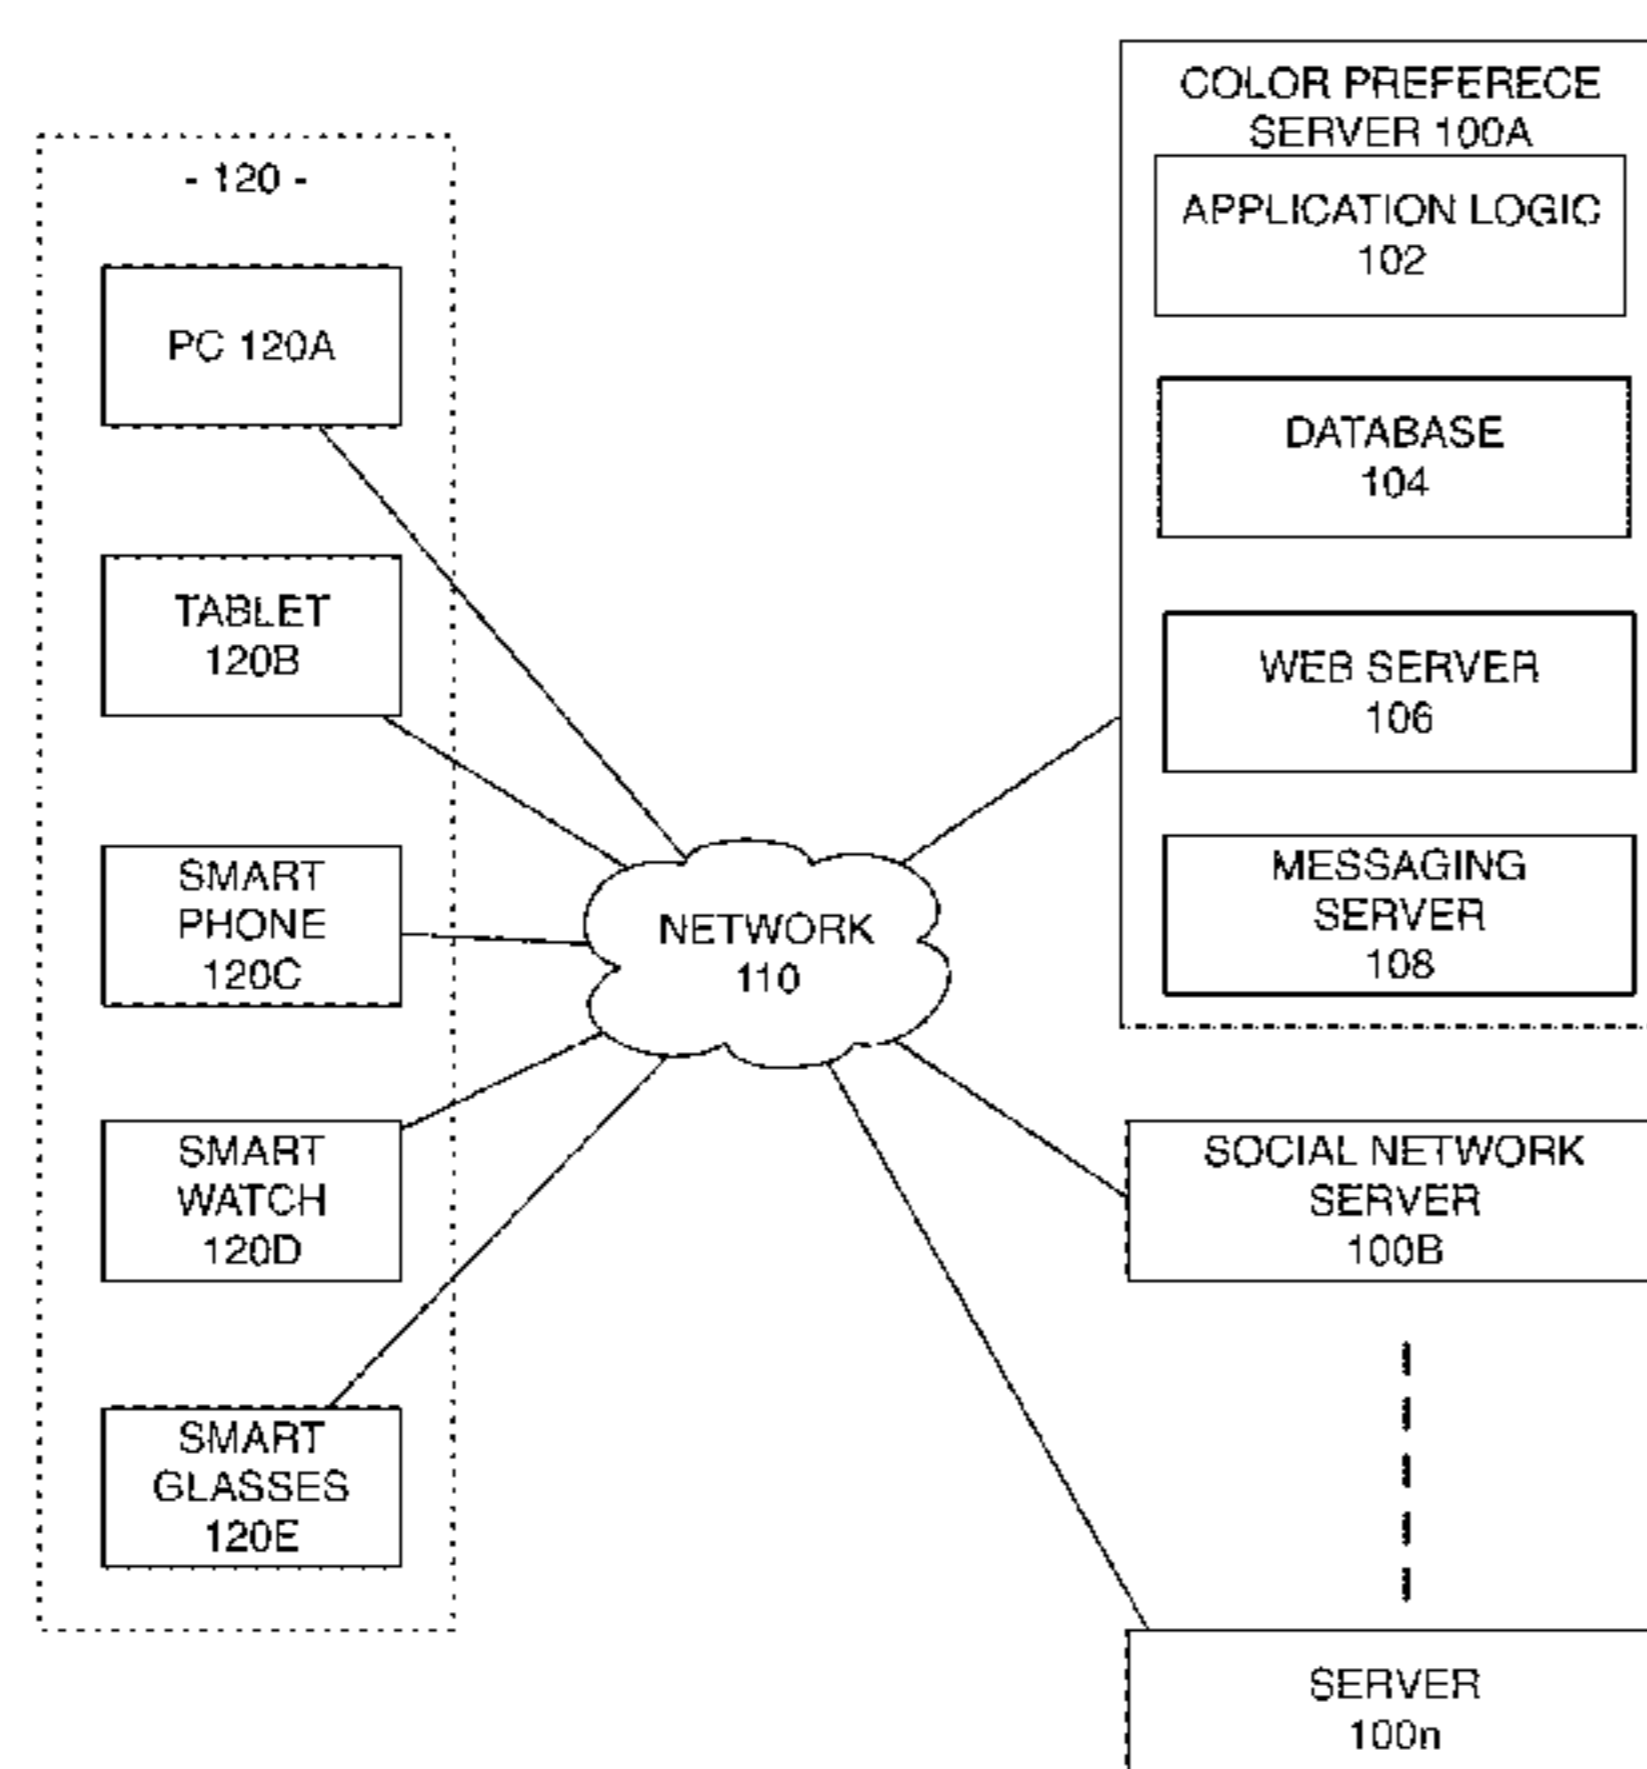 - 120 -
PC 120A
TABLET
120B
SMART
PHONE
120C
SMART
WATCH
120D
SMART
GLASSES
120E
NETWORK
110
COLOR PREFERECE
SERVER 100A
APPLICATION LOGIC
102
DATABASE
104
WEB SERVER
106
MESSAGING
SERVER
108
SOCIAL NETWORK
SERVER
100B
SERVER
100n